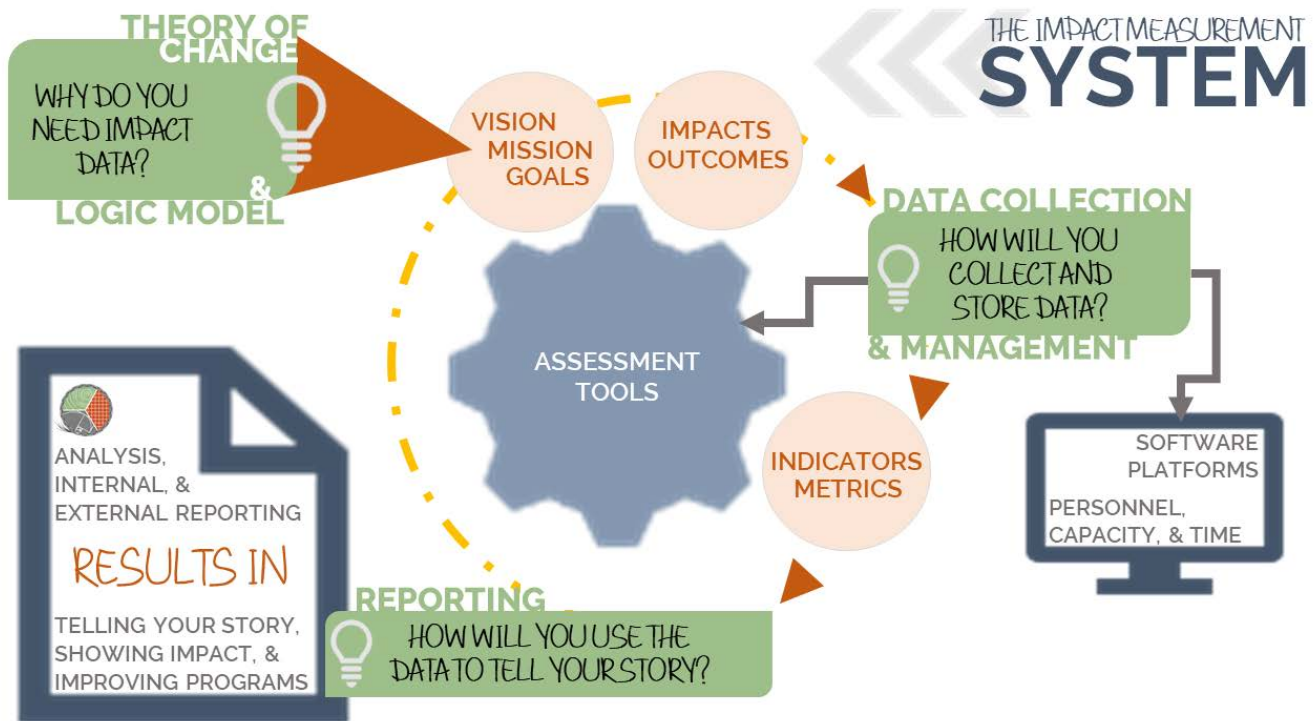 THE IMPACT MEASUREMENT
SYSTEM
THEORY OF
CHANGE
WHY DO YOU
NEED IMPACT
DATA?
&
LOGIC MODEL
VISION
MISSION
GOALS
IMPACTS
OUTCOMES
DATA COLLECTION
HOW WILL YOU
COLLECT AND
STORE DATA?
& MANAGEMENT
ASSESSMENT
TOOLS
SOFTWARE
PLATFORMS
PERSONNEL,
CAPACITY, & TIME
INDICATORS
METRICS
REPORTING
HOW WILL YOU USE THE
DATA TO TELL YOUR STORY?
ANALYSIS,
INTERNAL, &
EXTERNAL REPORTING
RESULTS IN
TELLING YOUR STORY,
SHOWING IMPACT, &
IMPROVING PROGRAMS